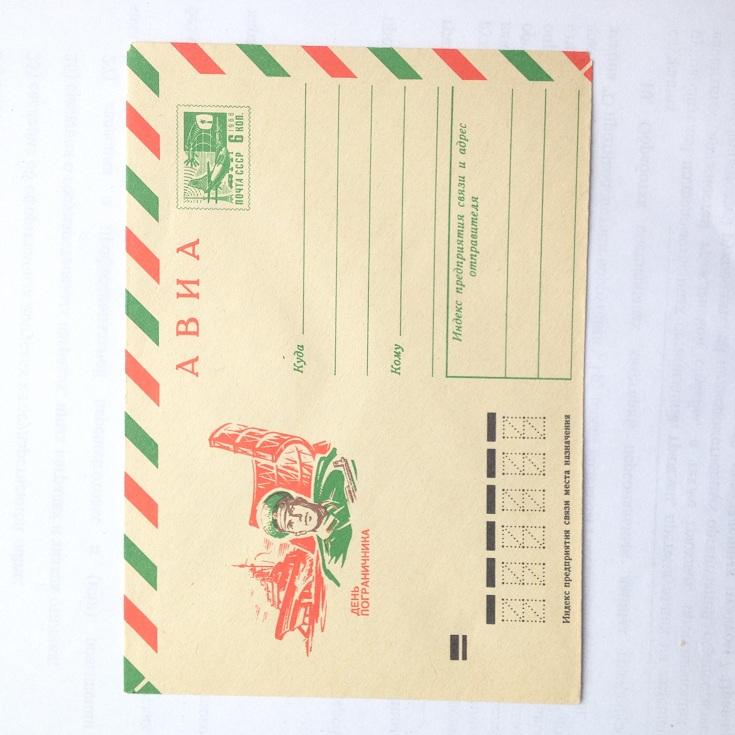 АВИА
1966
6 КОП.
ПОЧТА СССР
Куда
Кому
Индекс предприятия связи и адрес
отправителя
ДЕНЬ
ПОГРАНИЧНИКА
Индекс предприятия связи места назначения